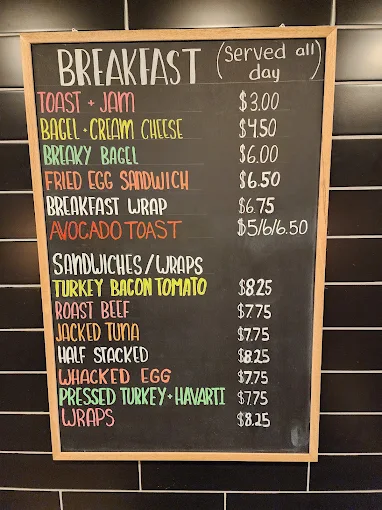 BREAKFAST (Served all day)
TOAST + JAM $3.00
BAGEL + CREAM CHEESE $4.50
BREAKY BAGEL $6.00
FRIED EGG SANDWICH $6.50
BREAKFAST WRAP $6.75
AVOCADO TOAST $5/6/6.50
SANDWICHES/WRAPS
TURKEY BACON TOMATO $8.25
ROAST BEEF $7.75
JACKED TUNA $7.75
HALF STACKED $8.25
WHACKED EGG $7.75
PRESSED TURKEY + HAVARTI $7.75
WRAPS $8.25